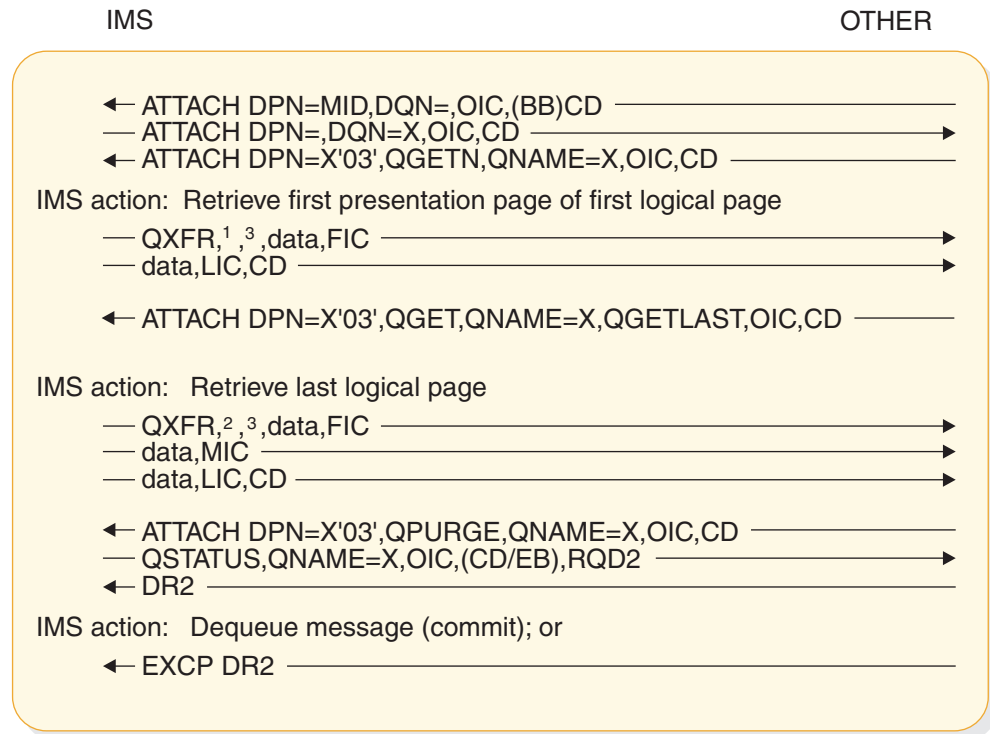 IMS OTHER
ATTACH DPN=MID,DQN=,OIC,(BB)CD
ATTACH DPN=,DQN=X,OIC,CD
ATTACH DPN=X'03',QGETN,QNAME=X,OIC,CD
IMS action: Retrieve first presentation page of first logical page
QXFR,¹ ,³ ,data,FIC
data,LIC,CD
ATTACH DPN=X'03',QGET,QNAME=X,QGETLAST,OIC,CD
IMS action: Retrieve last logical page
QXFR,² ,³,data,FIC
data,MIC
data,LIC,CD
ATTACH DPN=X'03',QPURGE,QNAME=X,OIC,CD
QSTATUS,QNAME=X,OIC,(CD/EB),RQD2
DR2
IMS action: Dequeue message (commit); or
EXCP DR2